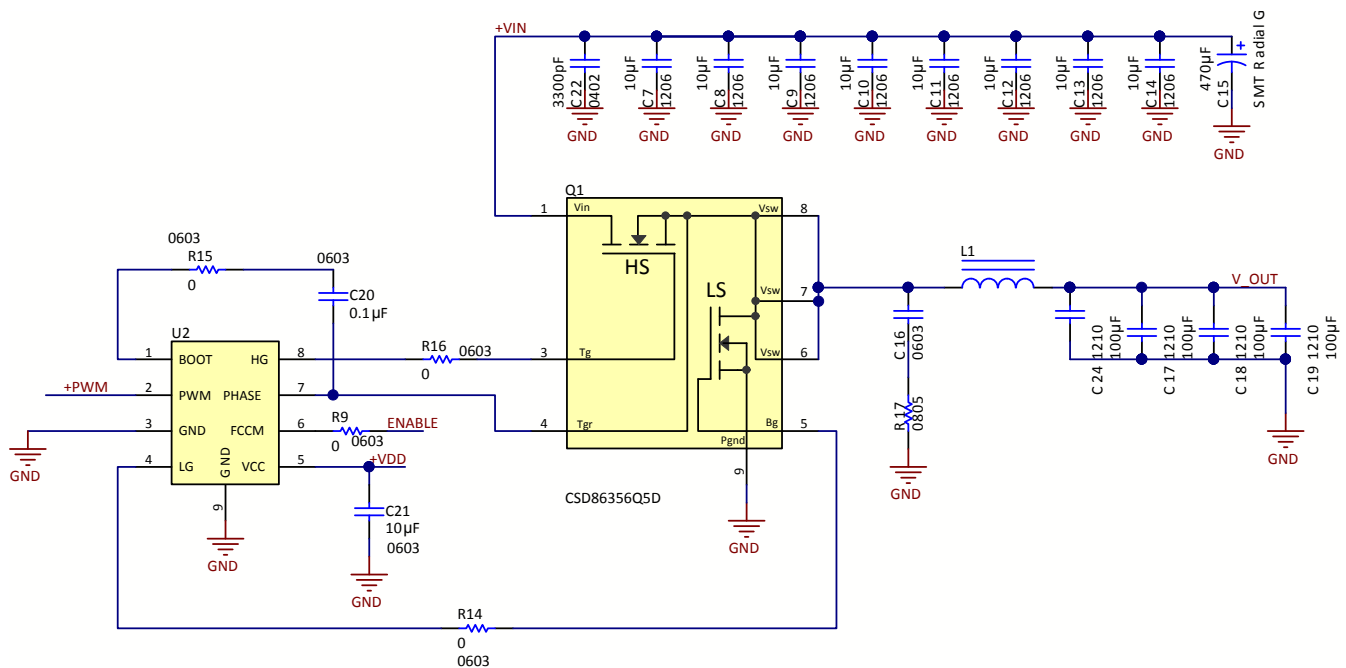 +VIN
3300pF
C22
0402
GND
10µF
C7
1206
GND
10µF
C8
1206
GND
10µF
C9
1206
GND
10µF
C10
1206
GND
10µF
C11
1206
GND
10µF
C12
1206
GND
10µF
C13
1206
GND
10µF
C14
1206
GND
470µF
C15
SMT Radial G
GND
Q1
1
Vin
HS
LS
Vsw
8
Vsw
7
Vsw
6
3
Tg
4
Tgr
Bg
5
Pgnd
9
GND
CSD86356Q5D
0603
R15
0
0603
C20
0.1µF
U2
1
BOOT
HG
8
+PWM
2
PWM
PHASE
7
3
GND
FCCM
6
4
LG
VCC
5
GND
9
GND
GND
R16
0603
0
R9
ENABLE
0
0603
+VDD
C21
10µF
0603
GND
R14
0
0603
C16
0603
R17
0805
GND
L1
V_OUT
C24
1210
100µF
C17
1210
100µF
C18
1210
100µF
C19
1210
100µF
GND